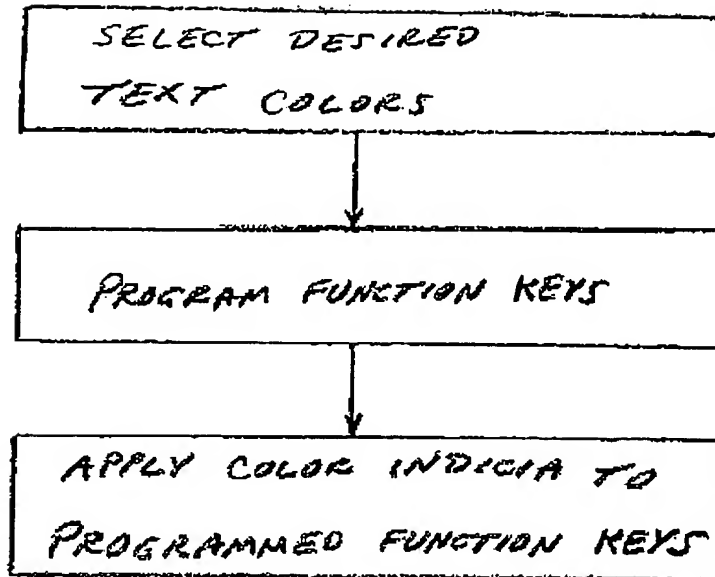 SELECT DESIRED
TEXT COLORS
PROGRAM FUNCTION KEYS
APPLY COLOR INDICIA TO
PROGRAMMED FUNCTION KEYS